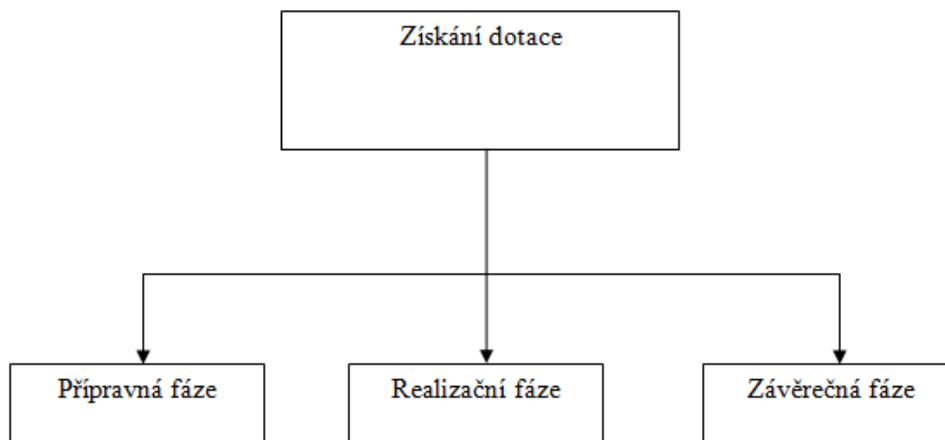 Získání dotace
Přípravná fáze
Realizační fáze
Závěrečná fáze